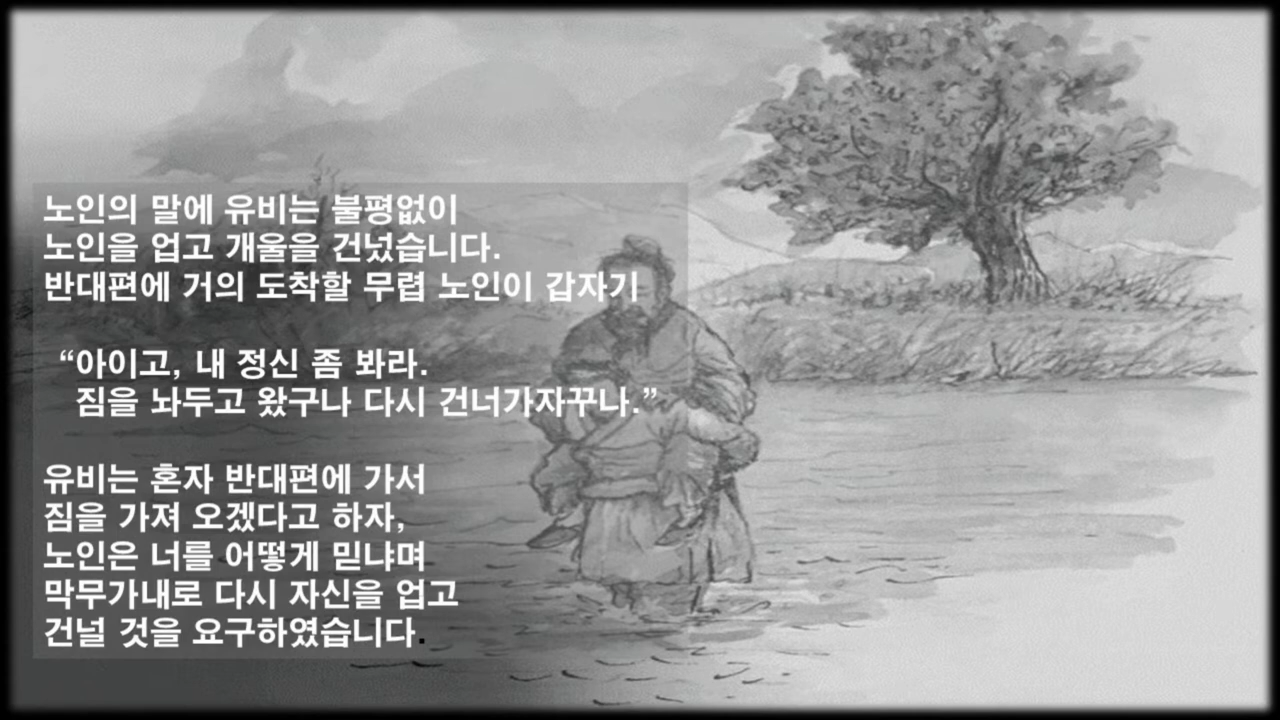 노인의 말에 유비는 불평없이
노인을 업고 개울을 건넜습니다.
반대편에 거의 도착할 무렵 노인이 갑자기
“아이고, 내 정신 좀 봐라.
짐을 놔두고 왔구나 다시 건너가자꾸나.”
유비는 혼자 반대편에 가서
짐을 가져 오겠다고 하자,
노인은 너를 어떻게 믿냐며
막무가내로 다시 자신을 업고
건널 것을 요구하였습니다.